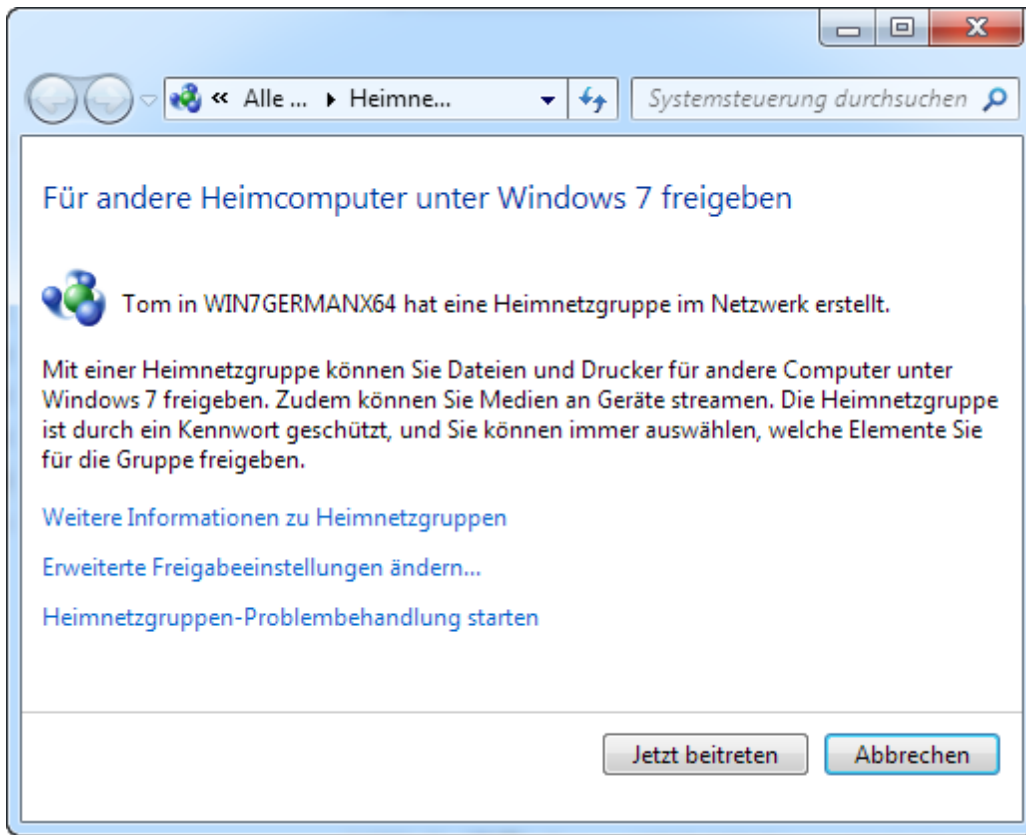 « Alle ... Heimne... Systemsteuerung durchsuchen
Für andere Heimcomputer unter Windows 7 freigeben
Tom in WIN7GERMANX64 hat eine Heimnetzgruppe im Netzwerk erstellt.
Mit einer Heimnetzgruppe können Sie Dateien und Drucker für andere Computer unter
Windows 7 freigeben. Zudem können Sie Medien an Geräte streamen. Die Heimnetzgruppe
ist durch ein Kennwort geschützt, und Sie können immer auswählen, welche Elemente Sie
für die Gruppe freigeben.
Weitere Informationen zu Heimnetzgruppen
Erweiterte Freigabeeinstellungen ändern...
Heimnetzgruppen-Problembehandlung starten
Jetzt beitreten Abbrechen